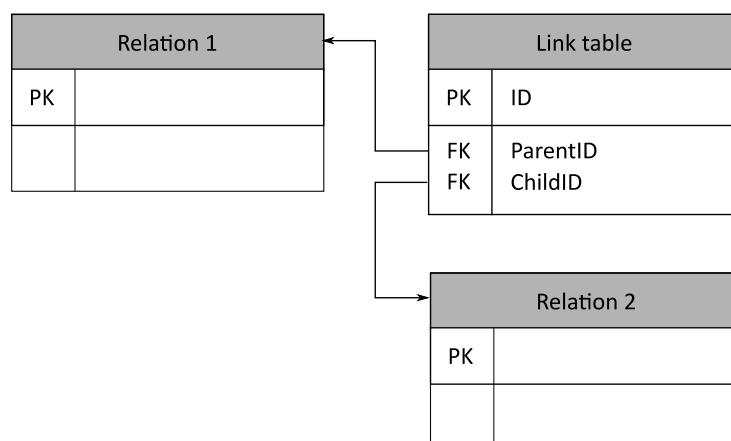 Relation 1
PK
Link table
PK ID
FK ParentID
FK ChildID
Relation 2
PK